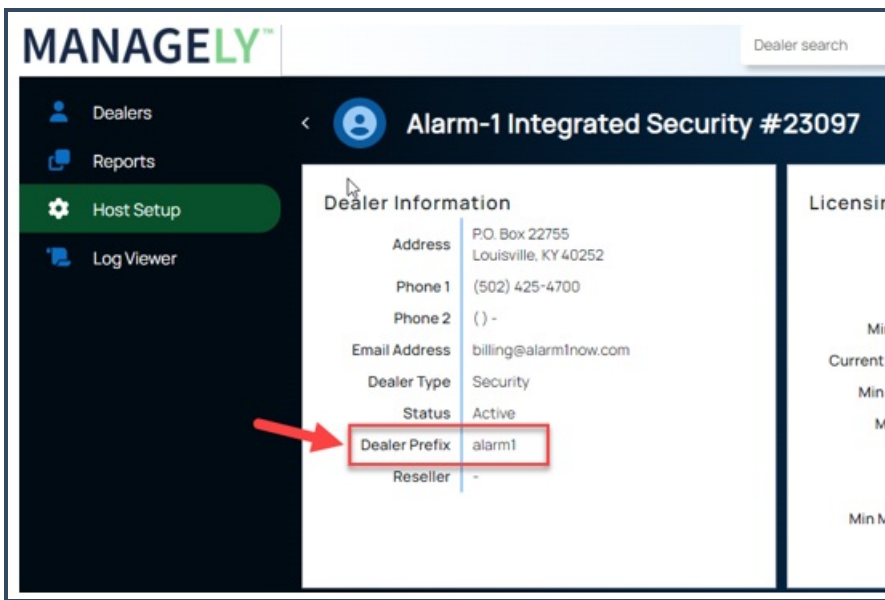 MANAGELY™
Dealer search
Dealers
Reports
Host Setup
Log Viewer
Alarm-1 Integrated Security #23097
Dealer Information
Address P.O. Box 22755
Louisville, KY 40252
Phone 1 (502) 425-4700
Phone 2 ( ) -
Email Address billing@alarm1now.com
Dealer Type Security
Status Active
Dealer Prefix alarm1
Reseller -
Current
Min